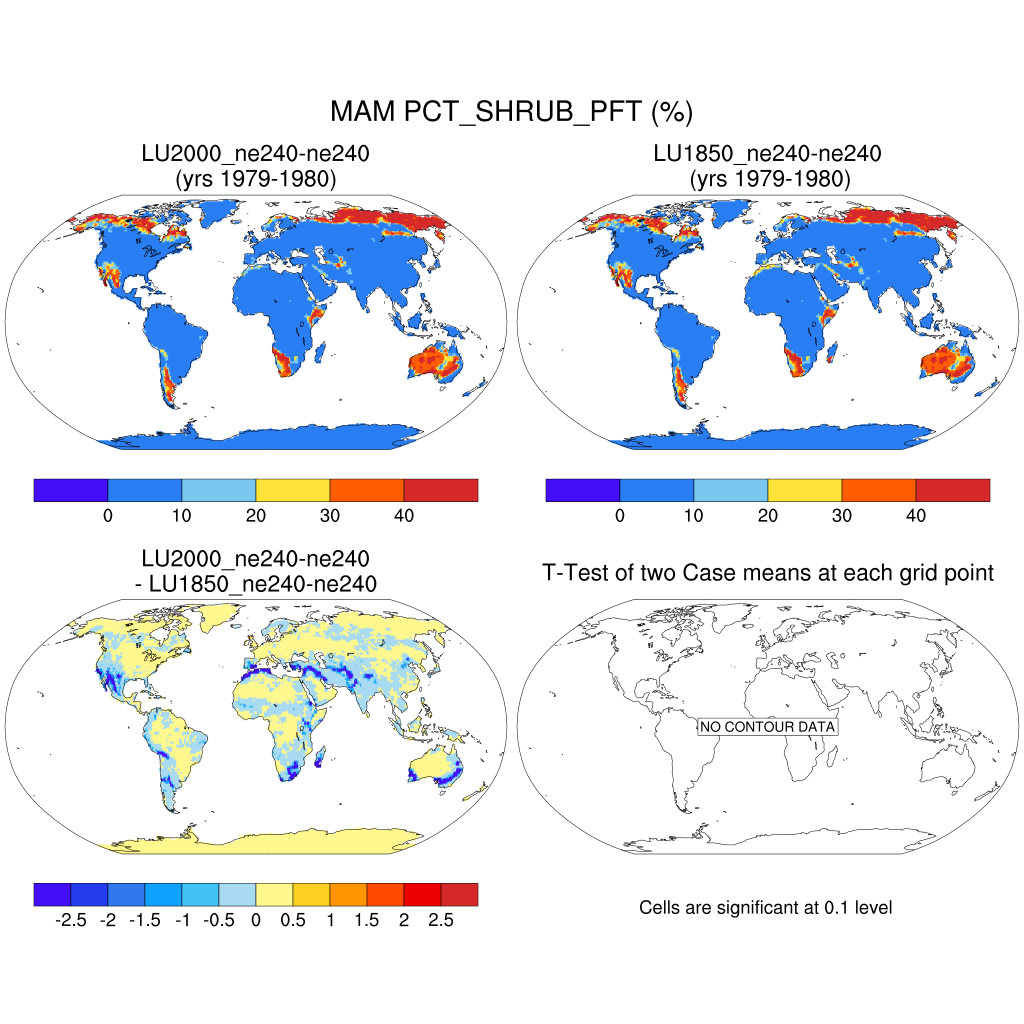 MAM PCT_SHRUB_PFT (%)
LU2000_ne240-ne240
(yrs 1979-1980)
LU1850_ne240-ne240
(yrs 1979-1980)
0 10 20 30 40
0 10 20 30 40
LU2000_ne240-ne240
- LU1850_ne240-ne240
T-Test of two Case means at each grid point
NO CONTOUR DATA
-2.5 -2 -1.5 -1 -0.5 0 0.5 1 1.5 2 2.5
Cells are significant at 0.1 level